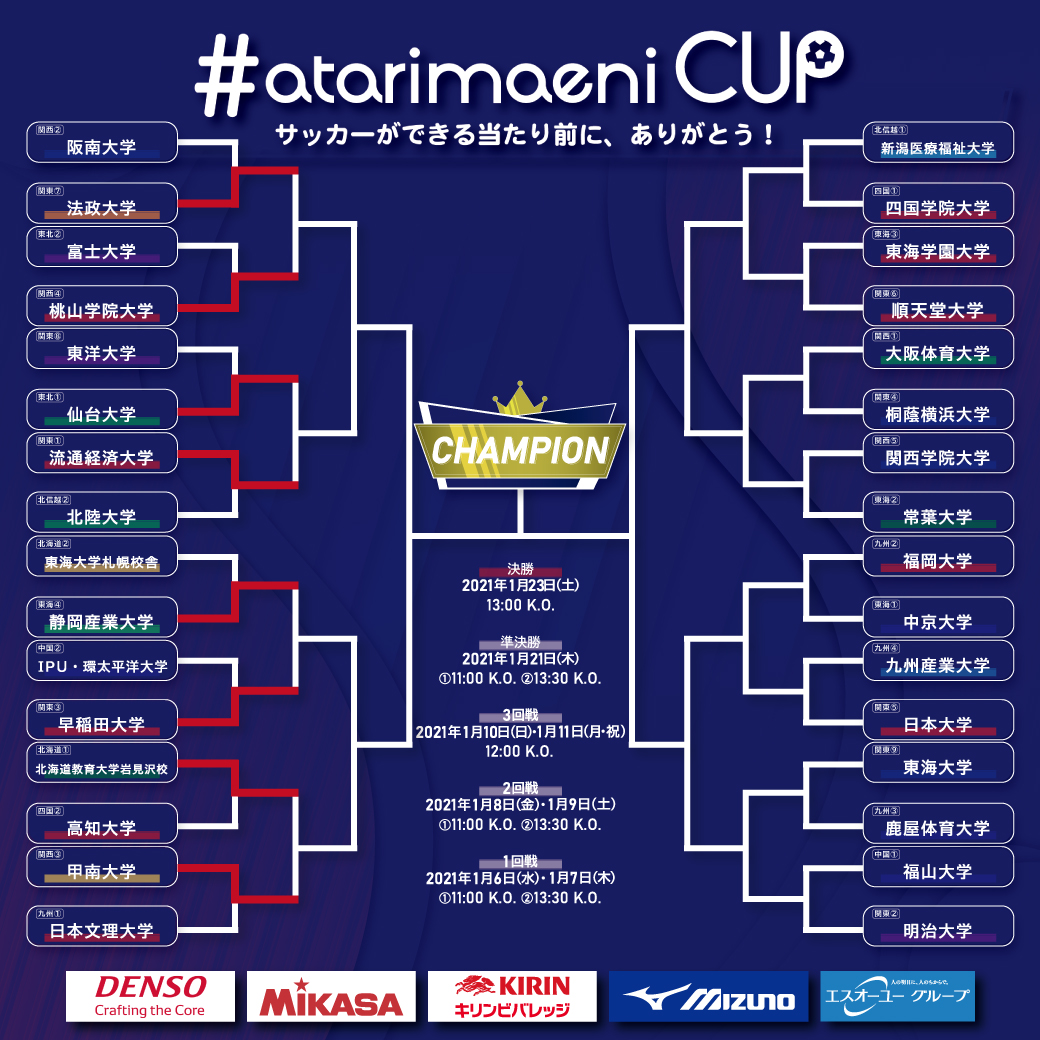 #atarimaeni CUP
サッカーができる当たり前に、ありがとう！
関西②
阪南大学
関東⑦
法政大学
東北②
富士大学
関西④
桃山学院大学
関東⑧
東洋大学
東北①
仙台大学
関東①
流通経済大学
北信越②
北陸大学
北海道②
東海大学札幌校舎
東海④
静岡産業大学
中国②
IPU・環太平洋大学
関東③
早稲田大学
北海道①
北海道教育大学岩見沢校
四国②
高知大学
関西③
甲南大学
九州①
日本文理大学
CHAMPION
決勝
2021年1月23日(土)
13:00 K.O.
準決勝
2021年1月21日(木)
①11:00 K.O. ②13:30 K.O.
3回戦
2021年1月10日(日)・1月11日(月・祝)
12:00 K.O.
2回戦
2021年1月8日(金)・1月9日(土)
①11:00 K.O. ②13:30 K.O.
1回戦
2021年1月6日(水)・1月7日(木)
①11:00 K.O. ②13:30 K.O.
北信越①
新潟医療福祉大学
四国①
四国学院大学
東海③
東海学園大学
関東⑥
順天堂大学
関西①
大阪体育大学
関東④
桐蔭横浜大学
関西⑤
関西学院大学
東海②
常葉大学
九州②
福岡大学
東海①
中京大学
九州④
九州産業大学
関東⑤
日本大学
関東⑨
東海大学
九州③
鹿屋体育大学
中国①
福山大学
関東②
明治大学
DENSO
Crafting the Core
MIKASA
KIRIN
キリンビバレッジ
MIZUNO
人の明日に、人のちからで。
エスオーユー グループ